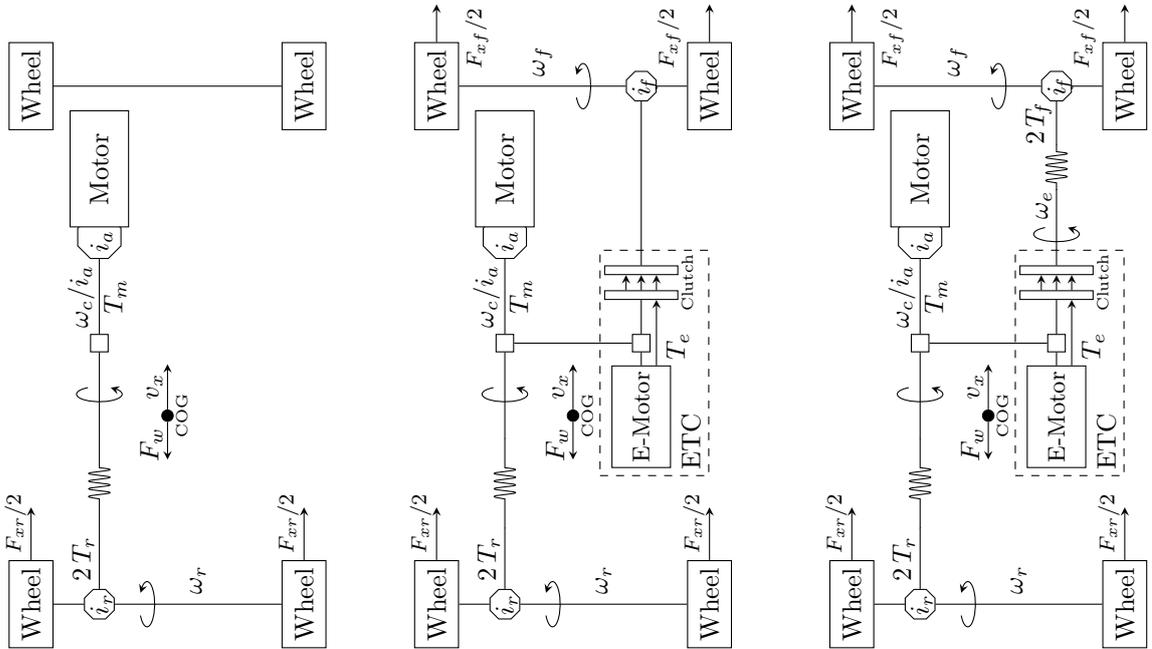 Wheel
Wheel
Motor
i_a
ω_c/i_a
T_m
F_w
v_x
COG
2T_r
i_r
ω_r
F_xr/2
F_xr/2
Wheel
Wheel
Wheel
F_xf/2
ω_f
F_xf/2
Wheel
i_f
Motor
i_a
ω_c/i_a
T_m
Clutch
T_e
F_w
v_x
COG
E-Motor
ETC
2T_r
i_r
ω_r
F_xr/2
F_xr/2
Wheel
Wheel
Wheel
F_xf/2
ω_f
F_xf/2
Wheel
i_f
2T_f
ω_e
Motor
i_a
ω_c/i_a
T_m
Clutch
T_e
F_w
v_x
COG
E-Motor
ETC
2T_r
i_r
ω_r
F_xr/2
F_xr/2
Wheel
Wheel